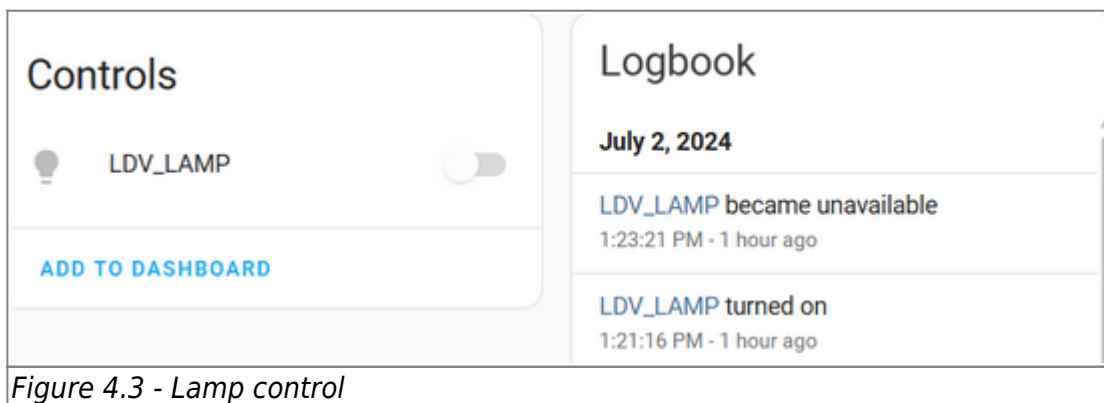 Controls
LDV_LAMP
ADD TO DASHBOARD
Logbook
July 2, 2024
LDV_LAMP became unavailable
1:23:21 PM - 1 hour ago
LDV_LAMP turned on
1:21:16 PM - 1 hour ago
Figure 4.3 - Lamp control